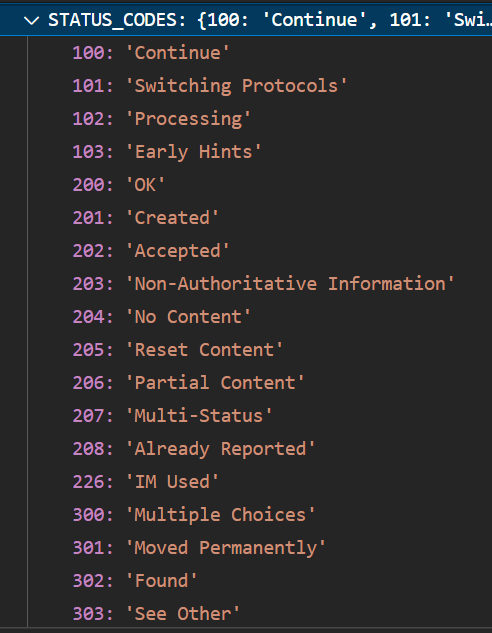 STATUS_CODES: {100: 'Continue', 101: 'Swi…
100: 'Continue'
101: 'Switching Protocols'
102: 'Processing'
103: 'Early Hints'
200: 'OK'
201: 'Created'
202: 'Accepted'
203: 'Non-Authoritative Information'
204: 'No Content'
205: 'Reset Content'
206: 'Partial Content'
207: 'Multi-Status'
208: 'Already Reported'
226: 'IM Used'
300: 'Multiple Choices'
301: 'Moved Permanently'
302: 'Found'
303: 'See Other'